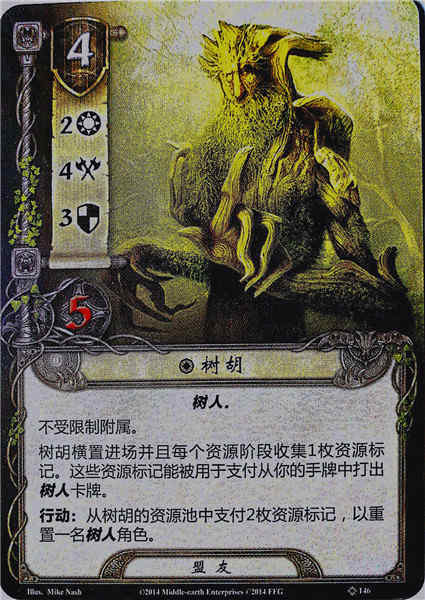 4
2
4
3
5
树胡
树人.
不受限制附属。
树胡横置进场并且每个资源阶段收集1枚资源标
记。这些资源标记能被用于支付从你的手牌中打出
树人卡牌。
行动：从树胡的资源池中支付2枚资源标记，以重
置一名树人角色。
盟友
Illus. Mike Nash ©2014 Middle-earth Enterprises ©2014 FFG 146